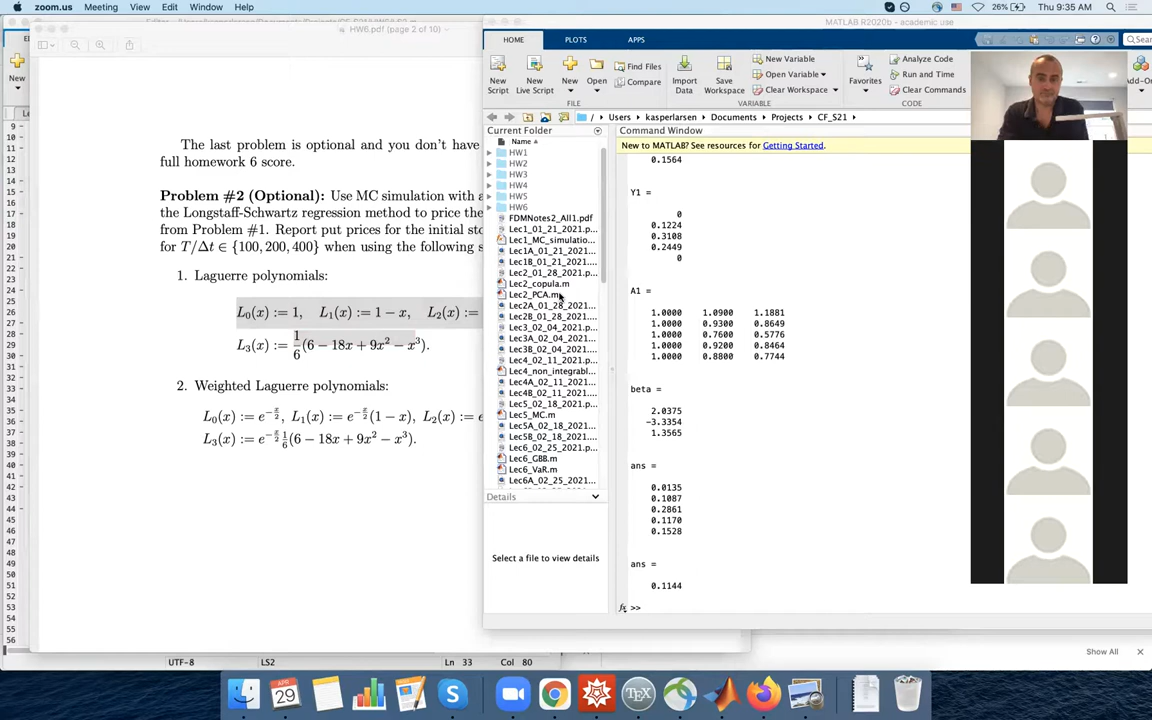 zoom.us Meeting View Edit Window Help
26% Thu 9:35 AM
HW6.pdf (page 2 of 10)
MATLAB R2020b - academic use
HOME PLOTS APPS
New
New Script
New Live Script
New
Open
Find Files
Compare
Import Data
Save Workspace
New Variable
Open Variable
Clear Workspace
Favorites
Analyze Code
Run and Time
Clear Commands
FILE VARIABLE CODE
/ Users kasperlarsen Documents Projects CF_S21
Current Folder
Name
HW1
HW2
HW3
HW4
HW5
HW6
FDMNotes2_All1.pdf
Lec1_01_21_2021.p...
Lec1_MC_simulatio...
Lec1A_01_21_2021...
Lec1B_01_21_2021....
Lec2_01_28_2021....
Lec2_copula.m
Lec2_PCA.m
Lec2A_01_28_2021...
Lec2B_01_28_2021...
Lec3_02_04_2021....
Lec3A_02_04_2021...
Lec3B_02_04_2021...
Lec4_02_11_2021.p...
Lec4_non_integrabl...
Lec4A_02_11_2021...
Lec4B_02_11_2021...
Lec5_02_18_2021.p...
Lec5_MC.m
Lec5A_02_18_2021...
Lec5B_02_18_2021...
Lec6_02_25_2021....
Lec6_GBB.m
Lec6_VaR.m
Lec6A_02_25_2021...
Details
Select a file to view details
Command Window
New to MATLAB? See resources for Getting Started.
0.1564
Y1 =
0
0.1224
0.3108
0.2449
0
A1 =
1.0000 1.0900 1.1881
1.0000 0.9300 0.8649
1.0000 0.7600 0.5776
1.0000 0.9200 0.8464
1.0000 0.8800 0.7744
beta =
2.0375
-3.3354
1.3565
ans =
0.0135
0.1087
0.2861
0.1170
0.1528
ans =
0.1144
fx >>
The last problem is optional and you don't have
full homework 6 score.
Problem #2 (Optional): Use MC simulation with a
the Longstaff-Schwartz regression method to price the
from Problem #1. Report put prices for the initial sto
for T/Δt ∈ {100, 200, 400} when using the following s
1. Laguerre polynomials:
L₀(x) := 1, L₁(x) := 1 − x, L₂(x) :=
L₃(x) := 1/6(6 − 18x + 9x² − x³).
2. Weighted Laguerre polynomials:
L₀(x) := e^{−x/2}, L₁(x) := e^{−x/2}(1 − x), L₂(x) := e
L₃(x) := e^{−x/2} 1/6(6 − 18x + 9x² − x³).
UTF-8 LS2 Ln 33 Col 80
Show All
APR
29
TEX